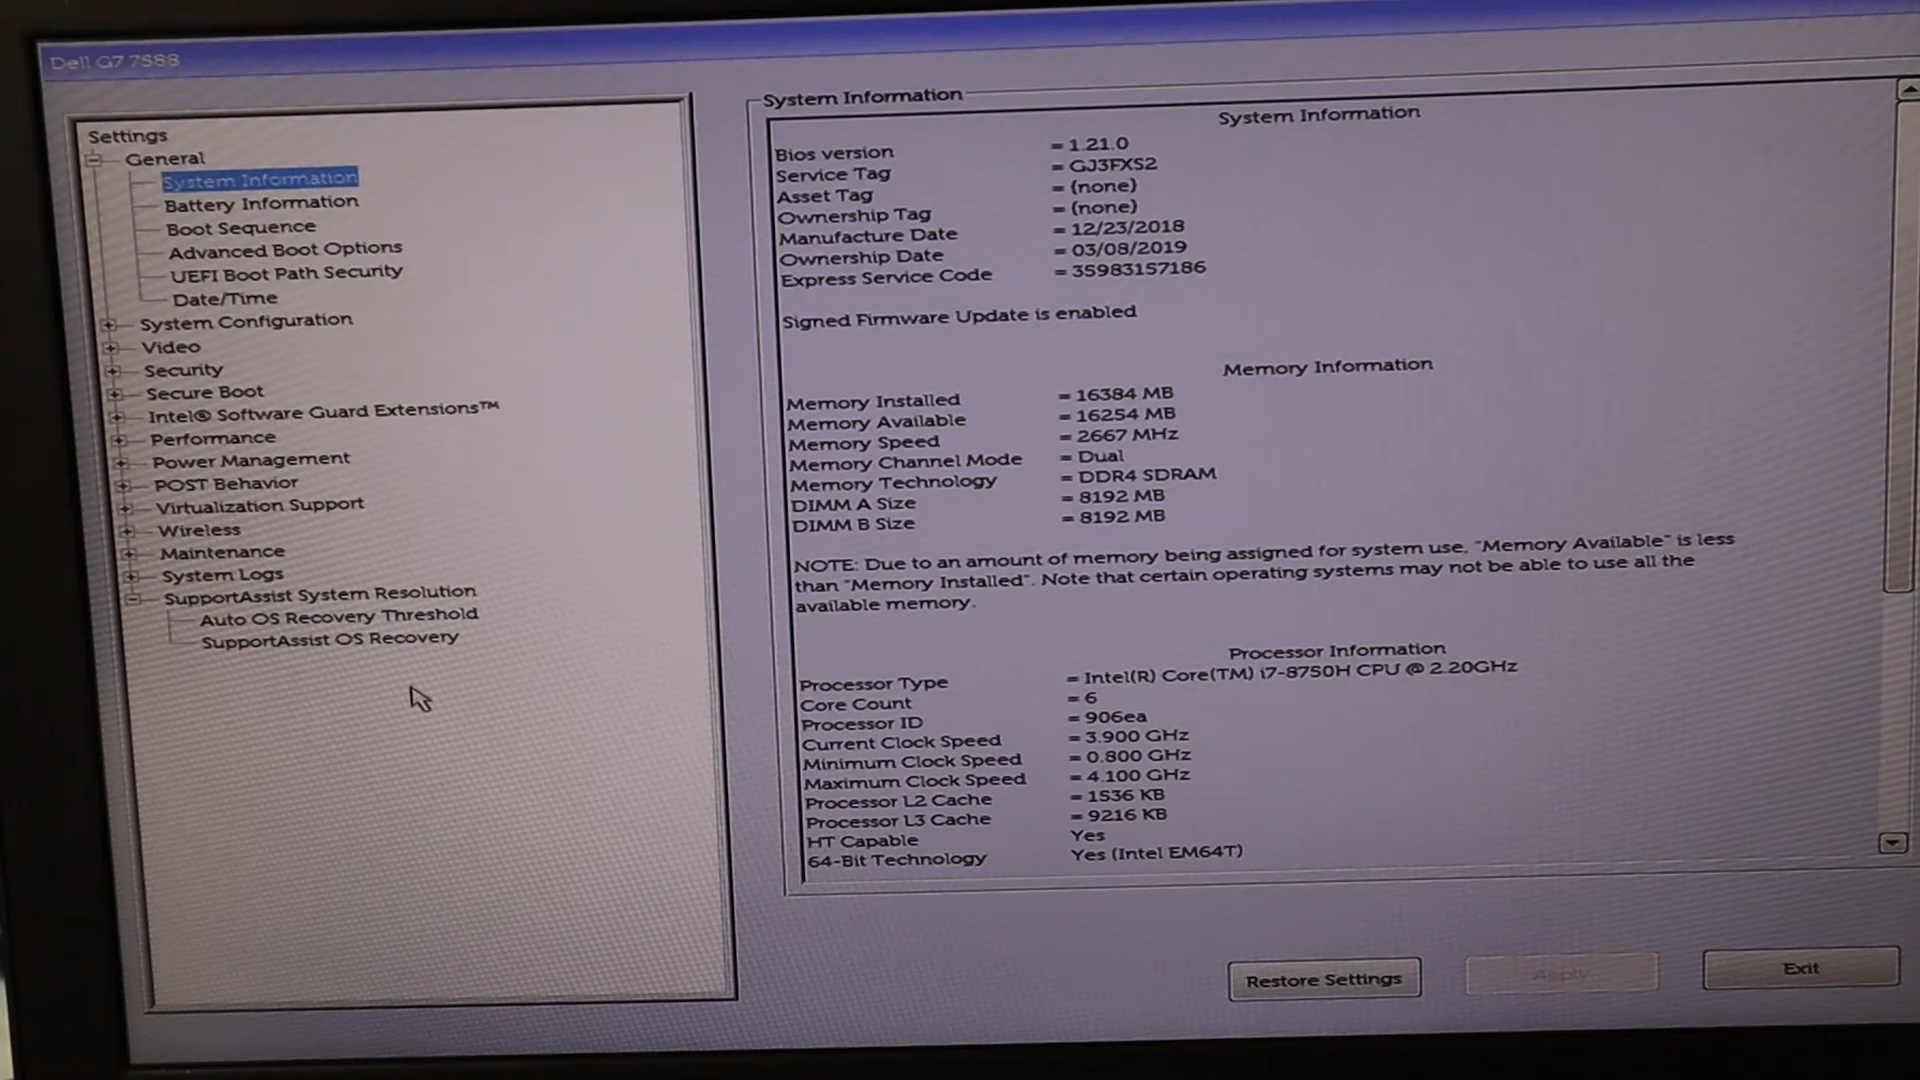 Dell G7 7588
Settings
General
System Information
Battery Information
Boot Sequence
Advanced Boot Options
UEFI Boot Path Security
Date/Time
System Configuration
Video
Security
Secure Boot
Intel® Software Guard Extensions™
Performance
Power Management
POST Behavior
Virtualization Support
Wireless
Maintenance
System Logs
SupportAssist System Resolution
Auto OS Recovery Threshold
SupportAssist OS Recovery
System Information
System Information
Bios version = 1.21.0
Service Tag = GJ3FXS2
Asset Tag = (none)
Ownership Tag = (none)
Manufacture Date = 12/23/2018
Ownership Date = 03/08/2019
Express Service Code = 35983157186
Signed Firmware Update is enabled
Memory Information
Memory Installed = 16384 MB
Memory Available = 16254 MB
Memory Speed = 2667 MHz
Memory Channel Mode = Dual
Memory Technology = DDR4 SDRAM
DIMM A Size = 8192 MB
DIMM B Size = 8192 MB
NOTE: Due to an amount of memory being assigned for system use, "Memory Available" is less
than "Memory Installed". Note that certain operating systems may not be able to use all the
available memory.
Processor Information
Processor Type = Intel(R) Core(TM) i7-8750H CPU @ 2.20GHz
Core Count = 6
Processor ID = 906ea
Current Clock Speed = 3.900 GHz
Minimum Clock Speed = 0.800 GHz
Maximum Clock Speed = 4.100 GHz
Processor L2 Cache = 1536 KB
Processor L3 Cache = 9216 KB
HT Capable Yes
64-Bit Technology Yes (Intel EM64T)
Restore Settings
Apply
Exit